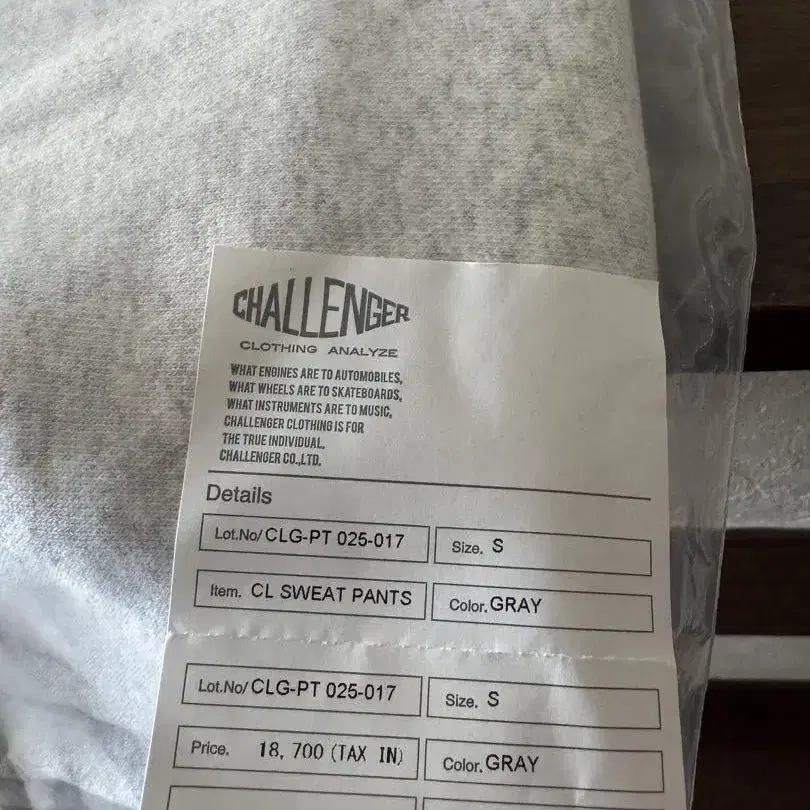 CHALLENGER
CLOTHING ANALYZE
WHAT ENGINES ARE TO AUTOMOBILES,
WHAT WHEELS ARE TO SKATEBOARDS,
WHAT INSTRUMENTS ARE TO MUSIC,
CHALLENGER CLOTHING IS FOR
THE TRUE INDIVIDUAL.
CHALLENGER CO.,LTD.
Details
Lot.No/ CLG-PT 025-017 Size. S
Item. CL SWEAT PANTS Color. GRAY
Lot.No/ CLG-PT 025-017 Size. S
Price. 18, 700 (TAX IN) Color. GRAY